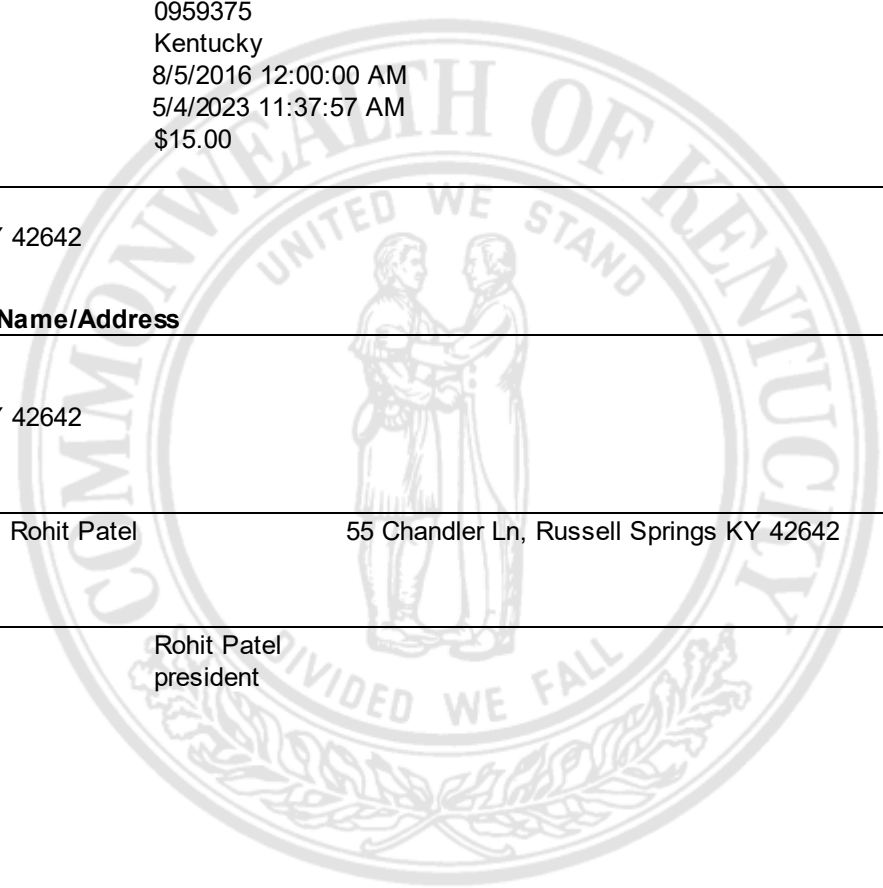 0959375
Kentucky
8/5/2016 12:00:00 AM
5/4/2023 11:37:57 AM
$15.00
42642
Name/Address
42642
Rohit Patel 55 Chandler Ln, Russell Springs KY 42642
Rohit Patel
president
COMMONWEALTH OF KENTUCKY
UNITED WE STAND
DIVIDED WE FALL